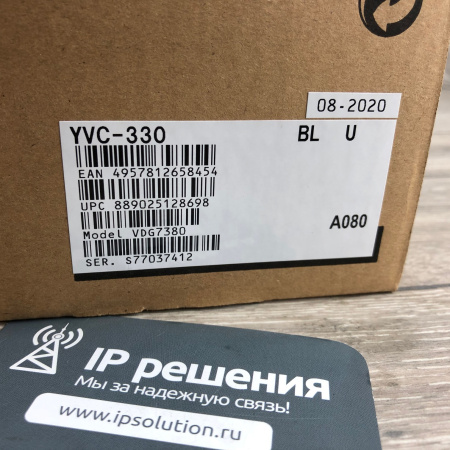 08-2020
YVC-330 BL U
EAN 4957812658454
UPC 889025128698
Model VDG7380
A080
SER. S77037412
IP решения
Мы за надежную связь!
www.ipsolution.ru